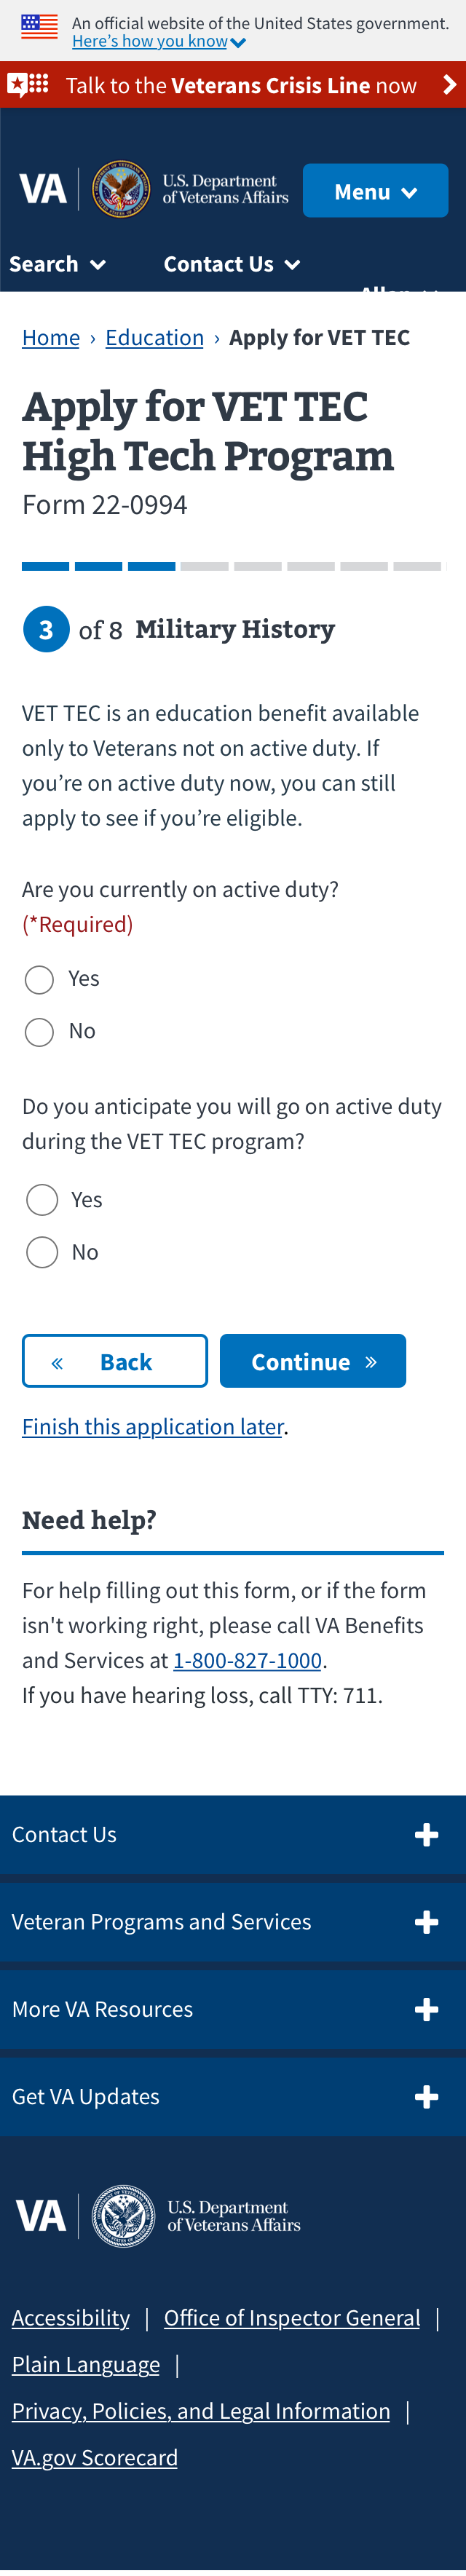 An official website of the United States government.
Here’s how you know
Talk to the Veterans Crisis Line now
VA
U.S. Department
of Veterans Affairs
Menu
Search
Contact Us
Home › Education › Apply for VET TEC
Apply for VET TEC
High Tech Program
Form 22-0994
3 of 8 Military History
VET TEC is an education benefit available
only to Veterans not on active duty. If
you’re on active duty now, you can still
apply to see if you’re eligible.
Are you currently on active duty?
(*Required)
Yes
No
Do you anticipate you will go on active duty
during the VET TEC program?
Yes
No
« Back
Continue »
Finish this application later.
Need help?
For help filling out this form, or if the form
isn't working right, please call VA Benefits
and Services at 1-800-827-1000.
If you have hearing loss, call TTY: 711.
Contact Us
Veteran Programs and Services
More VA Resources
Get VA Updates
VA
U.S. Department
of Veterans Affairs
Accessibility | Office of Inspector General |
Plain Language |
Privacy, Policies, and Legal Information |
VA.gov Scorecard